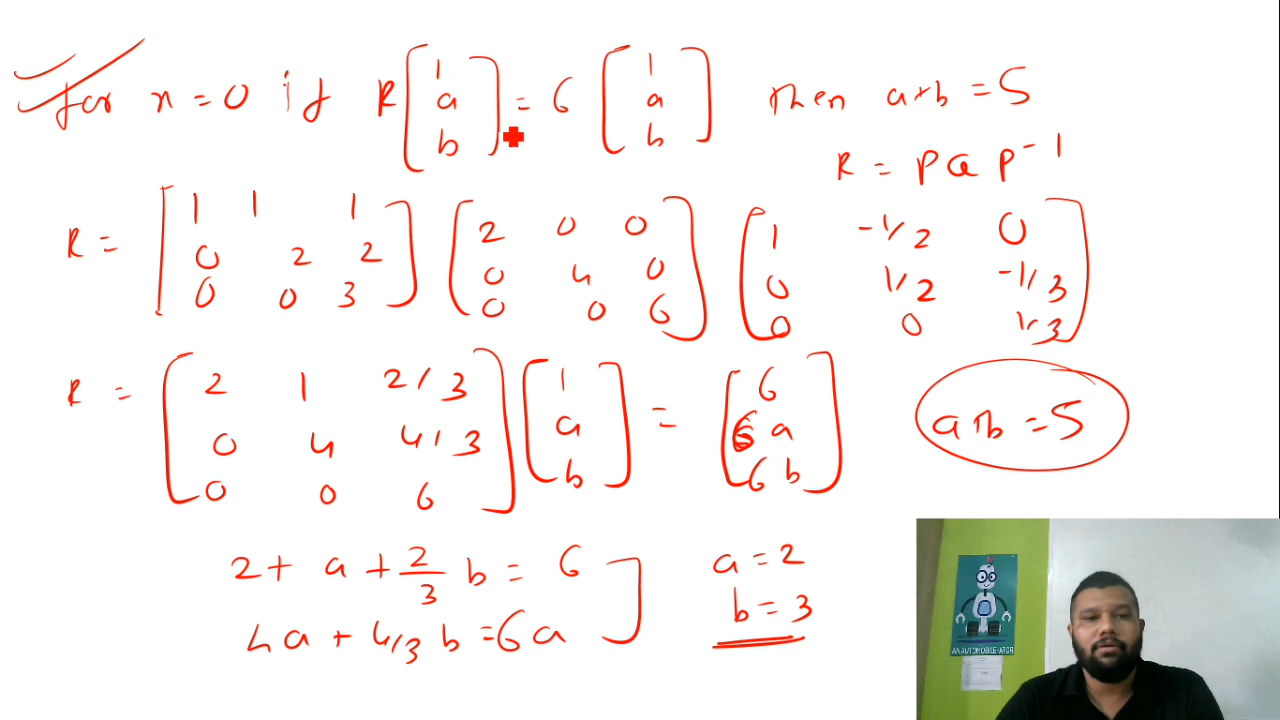 for x = 0 if R [1 a b] = 6 [1 a b] then a+b = 5
R = P Q P⁻¹
R = [1 1 1; 0 2 2; 0 0 3] [2 0 0; 0 4 0; 0 0 6] [1 -1/2 0; 0 1/2 -1/3; 0 0 1/3]
R = [2 1 2/3; 0 4 4/3; 0 0 6] [1 a b] = [6 6a 6b]
a+b = 5
2 + a + 2/3 b = 6
4a + 4/3 b = 6a
a = 2
b = 3
AN AUTOMOBILE-ATOR